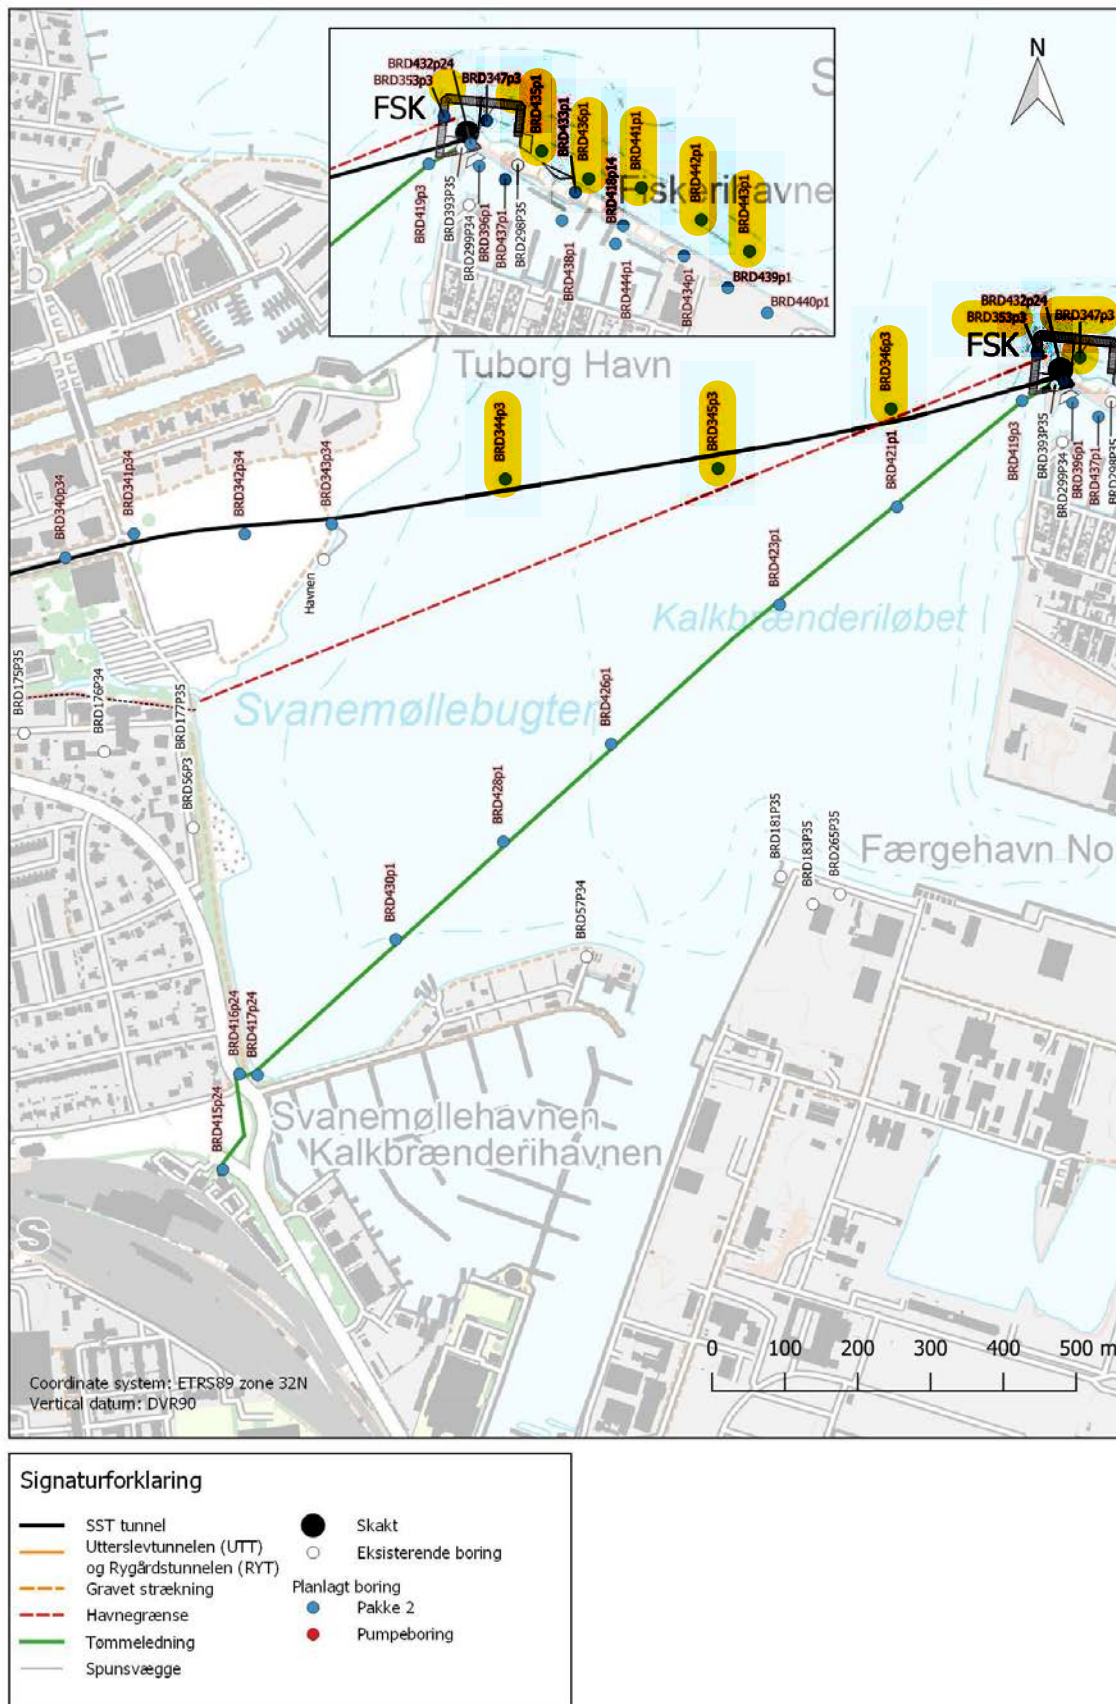 N
S
BRD432p24
BRD353p3
BRD347p3
FSK
BRD435p1
BRD433p1
BRD436p1
BRD441p1
BRD418p14
BRD442p1
BRD443p1
Fiskerihavne
BRD419p3
BRD393P35
BRD299P34
BRD396p1
BRD437p1
BRD298P35
BRD438p1
BRD444p1
BRD434p1
BRD439p1
BRD440p1
Tuborg Havn
BRD432p24
BRD353p3
BRD347p3
FSK
BRD346p3
BRD344p3
BRD345p3
BRD421p1
BRD419p3
BRD393P35
BRD299P34
BRD396p1
BRD437p1
BRD298P35
BRD340p34
BRD341p34
BRD342p34
BRD343p34
Havnen
BRD423p1
Kalkbrænderiløbet
BRD175P35
BRD176P34
BRD177P35
BRD56P3
Svanemøllebugten
BRD426p1
BRD428p1
BRD430p1
BRD57P34
BRD181P35
BRD183P35
BRD265P35
Færgehavn No
BRD416p24
BRD417p24
BRD415p24
Svanemøllehavnen
Kalkbrænderihavnen
S
0 100 200 300 400 500 m
Coordinate system: ETRS89 zone 32N
Vertical datum: DVR90
Signaturforklaring
SST tunnel
Utterslevtunnelen (UTT)
og Rygårdstunnelen (RYT)
Gravet strækning
Havnegrænse
Tømmeledning
Spunsvægge
Skakt
Eksisterende boring
Planlagt boring
Pakke 2
Pumpeboring